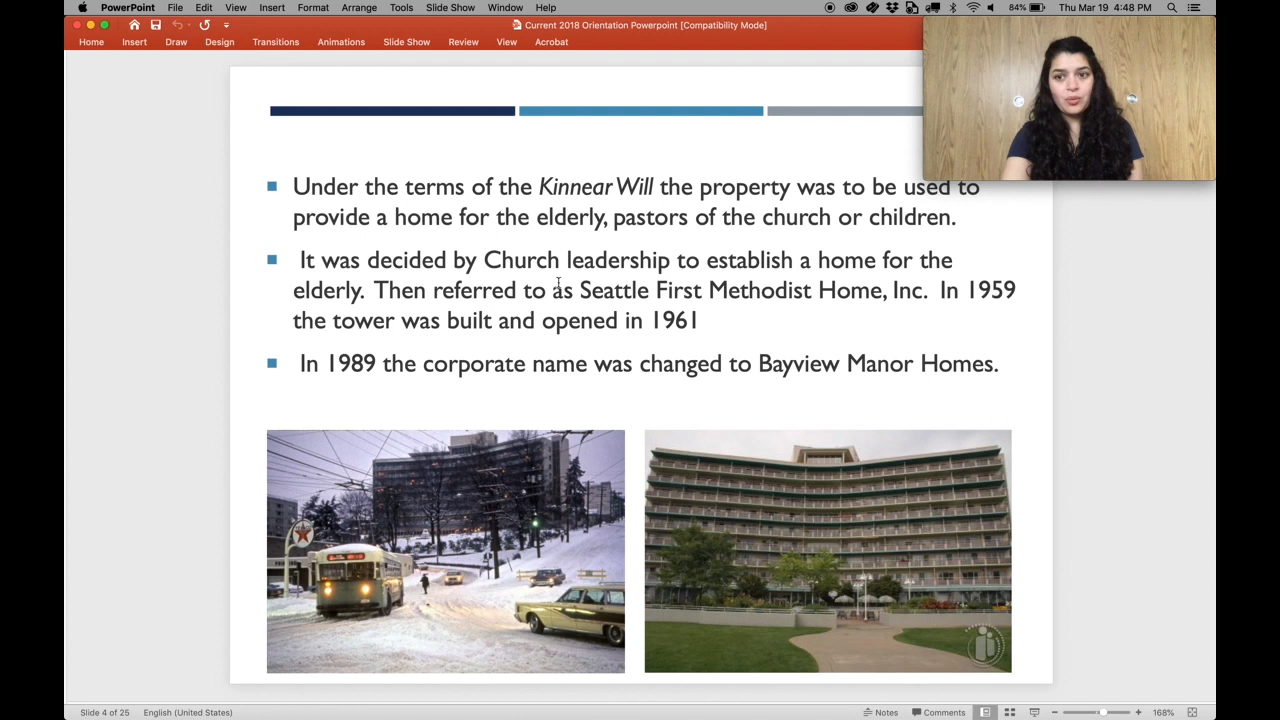 PowerPoint File Edit View Insert Format Arrange Tools Slide Show Window Help 84% Thu Mar 19 4:48 PM
Current 2018 Orientation Powerpoint [Compatibility Mode]
Home Insert Draw Design Transitions Animations Slide Show Review View Acrobat
Under the terms of the Kinnear Will the property was to be used to
provide a home for the elderly, pastors of the church or children.
It was decided by Church leadership to establish a home for the
elderly. Then referred to as Seattle First Methodist Home, Inc. In 1959
the tower was built and opened in 1961
In 1989 the corporate name was changed to Bayview Manor Homes.
Slide 4 of 25 English (United States) Notes Comments 168%